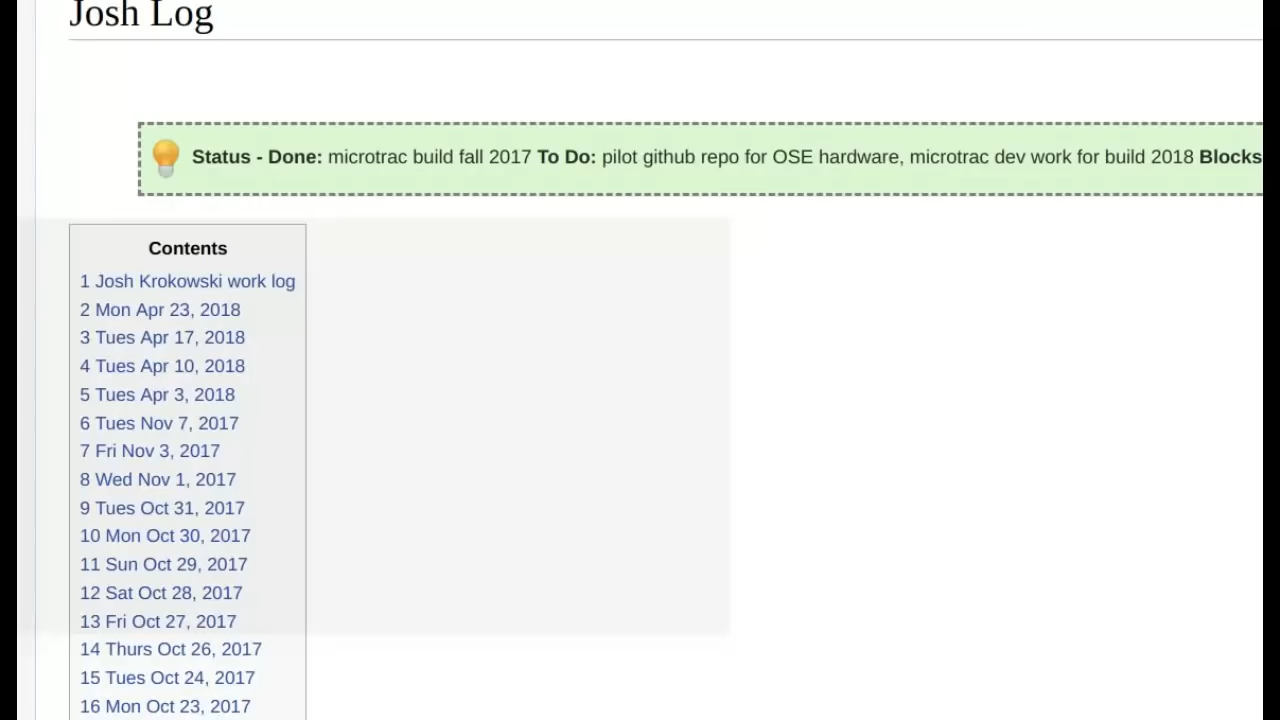 Josh Log
Status - Done: microtrac build fall 2017 To Do: pilot github repo for OSE hardware, microtrac dev work for build 2018 Blocks
Contents
1 Josh Krokowski work log
2 Mon Apr 23, 2018
3 Tues Apr 17, 2018
4 Tues Apr 10, 2018
5 Tues Apr 3, 2018
6 Tues Nov 7, 2017
7 Fri Nov 3, 2017
8 Wed Nov 1, 2017
9 Tues Oct 31, 2017
10 Mon Oct 30, 2017
11 Sun Oct 29, 2017
12 Sat Oct 28, 2017
13 Fri Oct 27, 2017
14 Thurs Oct 26, 2017
15 Tues Oct 24, 2017
16 Mon Oct 23, 2017